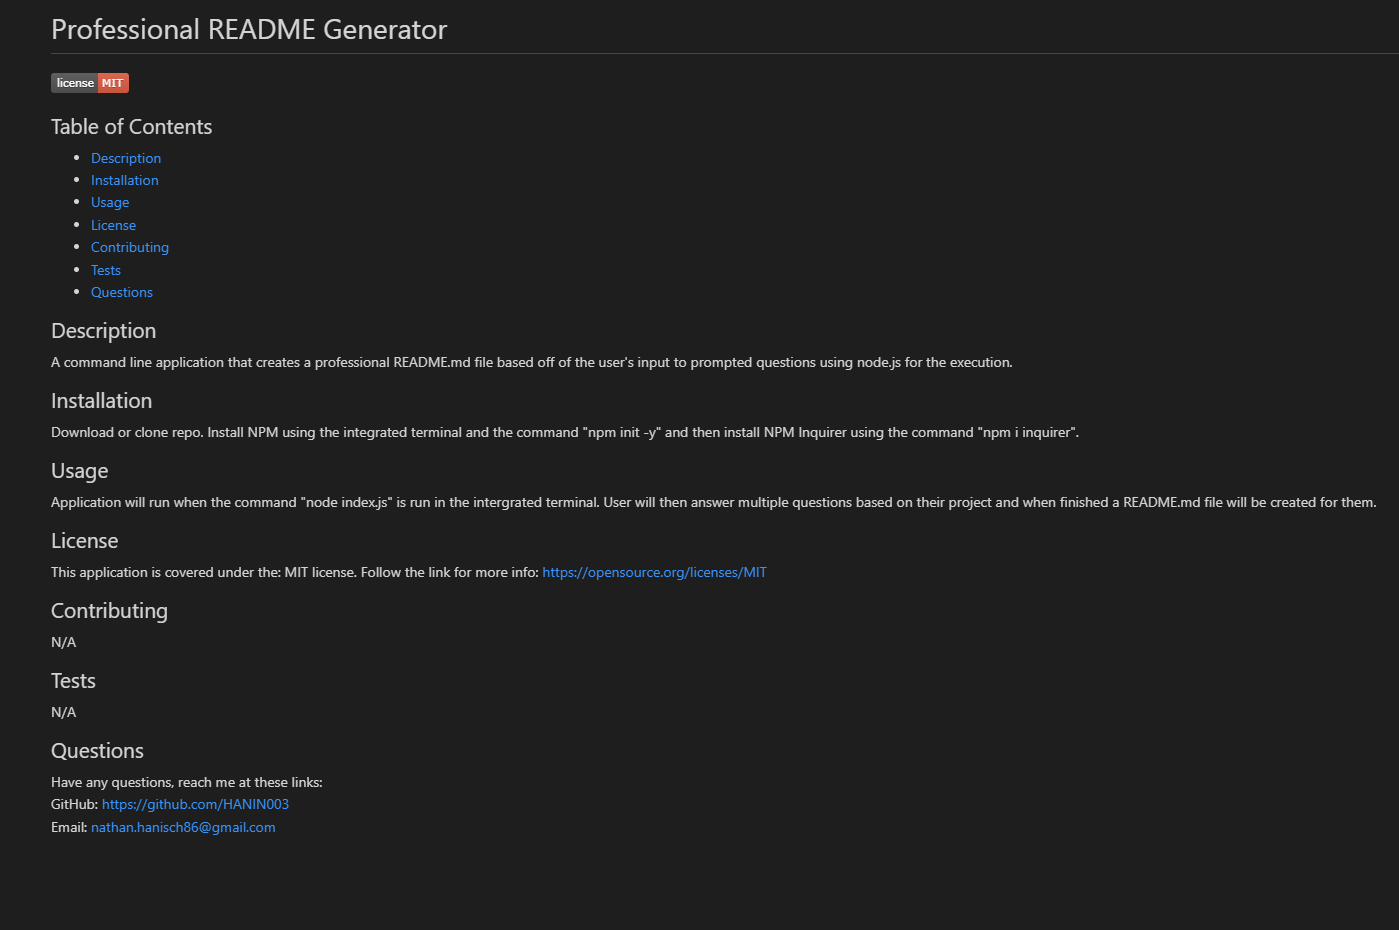 Professional README Generator
license MIT
Table of Contents
Description
Installation
Usage
License
Contributing
Tests
Questions
Description
A command line application that creates a professional README.md file based off of the user's input to prompted questions using node.js for the execution.
Installation
Download or clone repo. Install NPM using the integrated terminal and the command "npm init -y" and then install NPM Inquirer using the command "npm i inquirer".
Usage
Application will run when the command "node index.js" is run in the intergrated terminal. User will then answer multiple questions based on their project and when finished a README.md file will be created for them.
License
This application is covered under the: MIT license. Follow the link for more info: https://opensource.org/licenses/MIT
Contributing
N/A
Tests
N/A
Questions
Have any questions, reach me at these links:
GitHub: https://github.com/HANIN003
Email: nathan.hanisch86@gmail.com